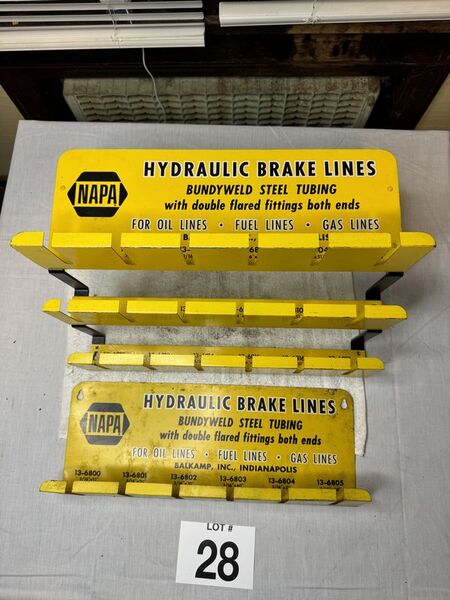 NAPA
HYDRAULIC BRAKE LINES
BUNDYWELD STEEL TUBING
with double flared fittings both ends
FOR OIL LINES • FUEL LINES • GAS LINES
NAPA
HYDRAULIC BRAKE LINES
BUNDYWELD STEEL TUBING
with double flared fittings both ends
FOR OIL LINES • FUEL LINES • GAS LINES
BALKAMP, INC., INDIANAPOLIS
13-6800 13-6801 13-6802 13-6803 13-6804 13-6805
LOT #
28